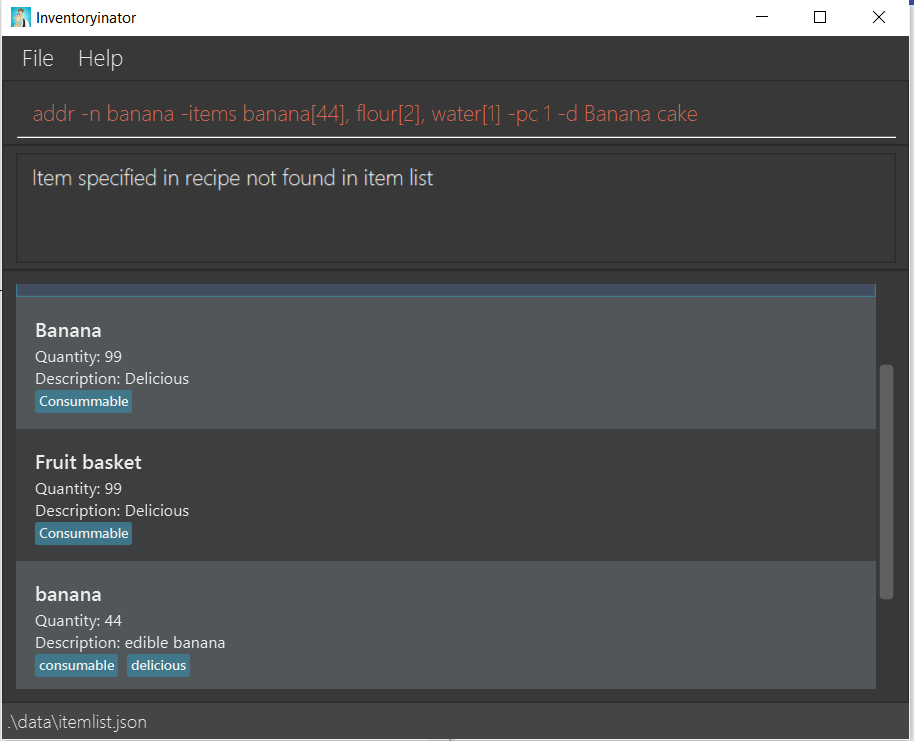 Inventoryinator
File Help
addr -n banana -items banana[44], flour[2], water[1] -pc 1 -d Banana cake
Item specified in recipe not found in item list
Banana
Quantity: 99
Description: Delicious
Consummable
Fruit basket
Quantity: 99
Description: Delicious
Consummable
banana
Quantity: 44
Description: edible banana
consumable delicious
.\data\itemlist.json